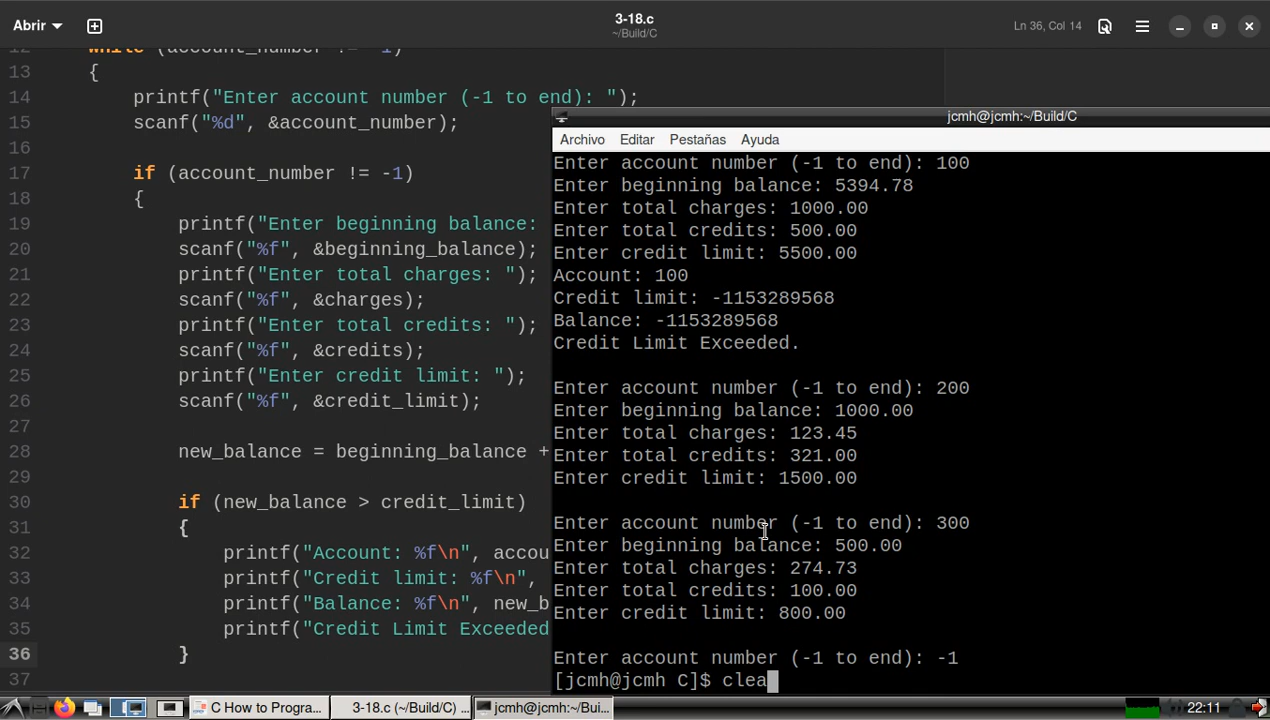 Abrir
3-18.c
~/Build/C
Ln 36, Col 14
12 while (account_number != -1)
13 {
14 printf("Enter account number (-1 to end): ");
15 scanf("%d", &account_number);
16
17 if (account_number != -1)
18 {
19 printf("Enter beginning balance:
20 scanf("%f", &beginning_balance);
21 printf("Enter total charges: ");
22 scanf("%f", &charges);
23 printf("Enter total credits: ");
24 scanf("%f", &credits);
25 printf("Enter credit limit: ");
26 scanf("%f", &credit_limit);
27
28 new_balance = beginning_balance +
29
30 if (new_balance > credit_limit)
31 {
32 printf("Account: %f\n", accou
33 printf("Credit limit: %f\n",
34 printf("Balance: %f\n", new_b
35 printf("Credit Limit Exceeded
36 }
37
jcmh@jcmh:~/Build/C
Archivo Editar Pestañas Ayuda
Enter account number (-1 to end): 100
Enter beginning balance: 5394.78
Enter total charges: 1000.00
Enter total credits: 500.00
Enter credit limit: 5500.00
Account: 100
Credit limit: -1153289568
Balance: -1153289568
Credit Limit Exceeded.
Enter account number (-1 to end): 200
Enter beginning balance: 1000.00
Enter total charges: 123.45
Enter total credits: 321.00
Enter credit limit: 1500.00
Enter account number (-1 to end): 300
Enter beginning balance: 500.00
Enter total charges: 274.73
Enter total credits: 100.00
Enter credit limit: 800.00
Enter account number (-1 to end): -1
[jcmh@jcmh C]$ clea
C How to Progra...
3-18.c (~/Build/C) ...
jcmh@jcmh:~/Bui...
22:11